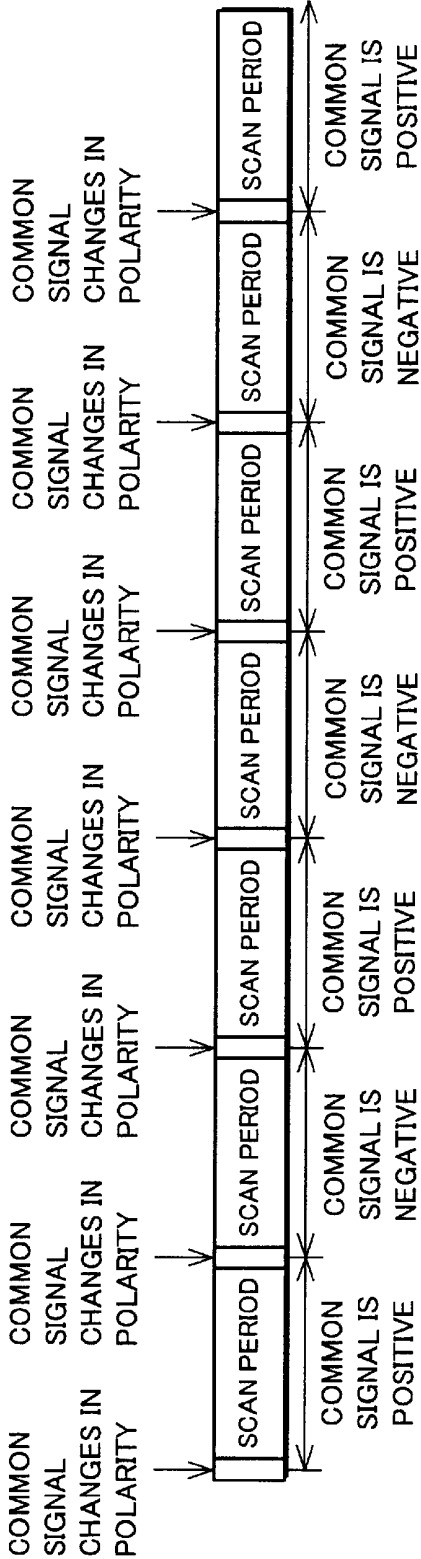 COMMON
SIGNAL
CHANGES IN
POLARITY
COMMON
SIGNAL
CHANGES IN
POLARITY
COMMON
SIGNAL
CHANGES IN
POLARITY
COMMON
SIGNAL
CHANGES IN
POLARITY
COMMON
SIGNAL
CHANGES IN
POLARITY
COMMON
SIGNAL
CHANGES IN
POLARITY
COMMON
SIGNAL
CHANGES IN
POLARITY
SCAN PERIOD
SCAN PERIOD
SCAN PERIOD
SCAN PERIOD
SCAN PERIOD
SCAN PERIOD
SCAN PERIOD
COMMON
SIGNAL IS
POSITIVE
COMMON
SIGNAL IS
NEGATIVE
COMMON
SIGNAL IS
POSITIVE
COMMON
SIGNAL IS
NEGATIVE
COMMON
SIGNAL IS
POSITIVE
COMMON
SIGNAL IS
NEGATIVE
COMMON
SIGNAL IS
POSITIVE